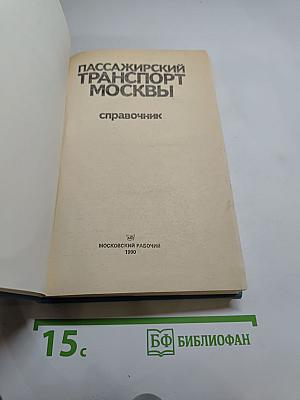 ПАССАЖИРСКИЙ
ТРАНСПОРТ
МОСКВЫ
справочник
МОСКОВСКИЙ РАБОЧИЙ
1990
15с
БФ БИБЛИОФАН